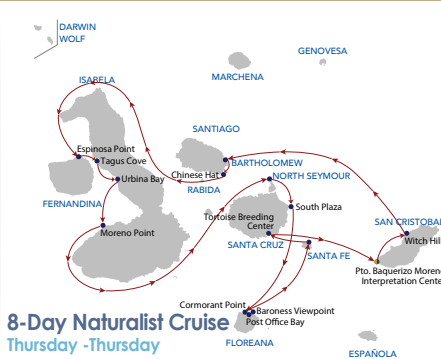 DARWIN
WOLF
GENOVESA
MARCHENA
ISABELA
SANTIAGO
Espinosa Point
Tagus Cove
BARTHOLOMEW
Chinese Hat
NORTH SEYMOUR
Urbina Bay
RABIDA
FERNANDINA
South Plaza
Tortoise Breeding
Center
SAN CRISTOBAL
Moreno Point
Witch Hill
SANTA CRUZ
SANTA FE
Pto. Baquerizo Moreno
Interpretation Cente
Cormorant Point
Baroness Viewpoint
Post Office Bay
8-Day Naturalist Cruise
Thursday -Thursday
FLOREANA
ESPAÑOLA